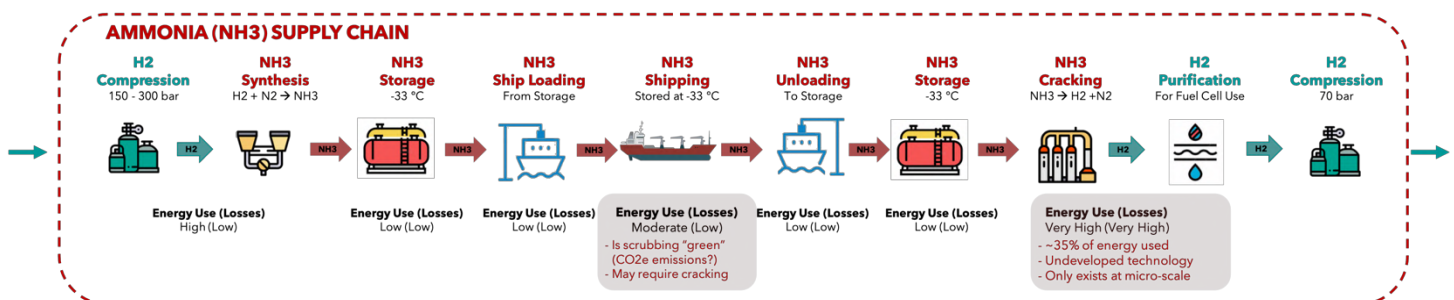 AMMONIA (NH3) SUPPLY CHAIN
H2
Compression
150 - 300 bar
NH3
Synthesis
H2 + N2 → NH3
NH3
Storage
-33 °C
NH3
Ship Loading
From Storage
NH3
Shipping
Stored at -33 °C
NH3
Unloading
To Storage
NH3
Storage
-33 °C
NH3
Cracking
NH3 → H2 +N2
H2
Purification
For Fuel Cell Use
H2
Compression
70 bar
H2
NH3
NH3
NH3
NH3
NH3
NH3
H2
H2
Energy Use (Losses)
High (Low)
Energy Use (Losses)
Low (Low)
Energy Use (Losses)
Low (Low)
Energy Use (Losses)
Moderate (Low)
- Is scrubbing "green"
(CO2e emissions?)
- May require cracking
Energy Use (Losses)
Low (Low)
Energy Use (Losses)
Low (Low)
Energy Use (Losses)
Very High (Very High)
- ~35% of energy used
- Undeveloped technology
- Only exists at micro-scale